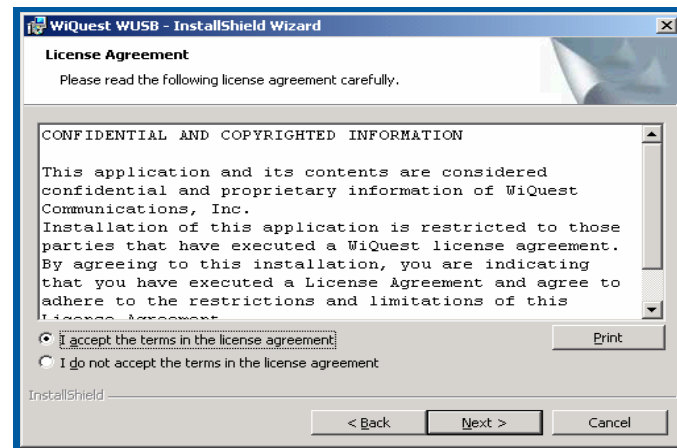 WiQuest WUSB - InstallShield Wizard
License Agreement
Please read the following license agreement carefully.
CONFIDENTIAL AND COPYRIGHTED INFORMATION
This application and its contents are considered
confidential and proprietary information of WiQuest
Communications, Inc.
Installation of this application is restricted to those
parties that have executed a WiQuest license agreement.
By agreeing to this installation, you are indicating
that you have executed a License Agreement and agree to
adhere to the restrictions and limitations of this
License Agreement
I accept the terms in the license agreement
Print
I do not accept the terms in the license agreement
InstallShield
< Back
Next >
Cancel